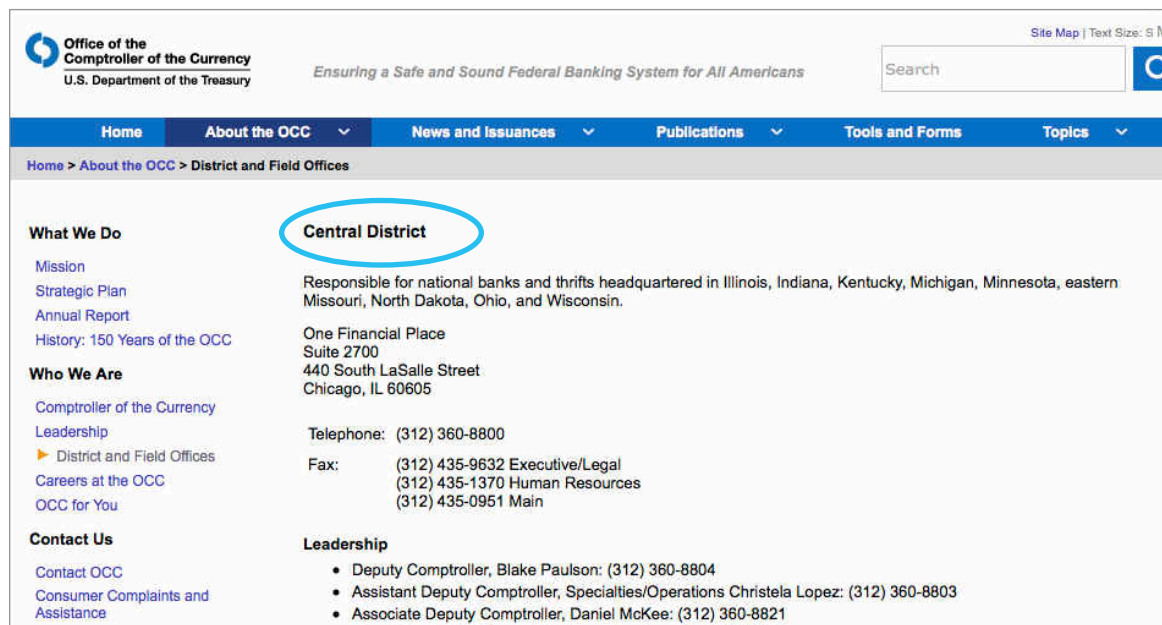 Site Map | Text Size: S M
Office of the
Comptroller of the Currency
U.S. Department of the Treasury
Ensuring a Safe and Sound Federal Banking System for All Americans
Search
Home About the OCC News and Issuances Publications Tools and Forms Topics
Home > About the OCC > District and Field Offices
What We Do
Mission
Strategic Plan
Annual Report
History: 150 Years of the OCC
Who We Are
Comptroller of the Currency
Leadership
District and Field Offices
Careers at the OCC
OCC for You
Contact Us
Contact OCC
Consumer Complaints and
Assistance
Central District
Responsible for national banks and thrifts headquartered in Illinois, Indiana, Kentucky, Michigan, Minnesota, eastern
Missouri, North Dakota, Ohio, and Wisconsin.
One Financial Place
Suite 2700
440 South LaSalle Street
Chicago, IL 60605
Telephone: (312) 360-8800
Fax: (312) 435-9632 Executive/Legal
(312) 435-1370 Human Resources
(312) 435-0951 Main
Leadership
• Deputy Comptroller, Blake Paulson: (312) 360-8804
• Assistant Deputy Comptroller, Specialties/Operations Christela Lopez: (312) 360-8803
• Associate Deputy Comptroller, Daniel McKee: (312) 360-8821